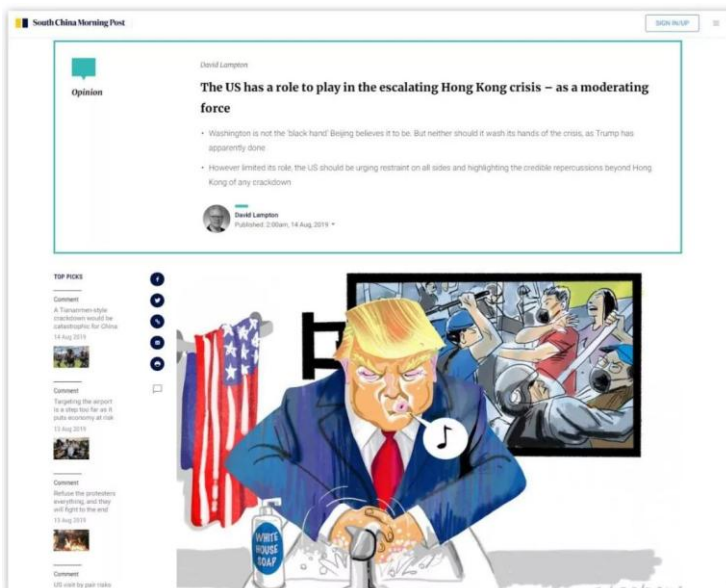 South China Morning Post
SIGN IN/UP
Opinion
David Lampton
The US has a role to play in the escalating Hong Kong crisis – as a moderating
force
• Washington is not the 'black hand' Beijing believes it to be. But neither should it wash its hands of the crisis, as Trump has
apparently done
• However limited its role, the US should be urging restraint on all sides and highlighting the credible repercussions beyond Hong
Kong of any crackdown
David Lampton
Published: 2:00am, 14 Aug, 2019
TOP PICKS
Comment
A Tiananmen-style
crackdown would be
catastrophic for China
14 Aug 2019
Comment
Targeting the airport
is a step too far as it
puts economy at risk
13 Aug 2019
Comment
Refuse the protesters
everything, and they
will fight to the end
Aug 2019
Comment
US visit by pair risks
WHITE
HOUSE
SOAP